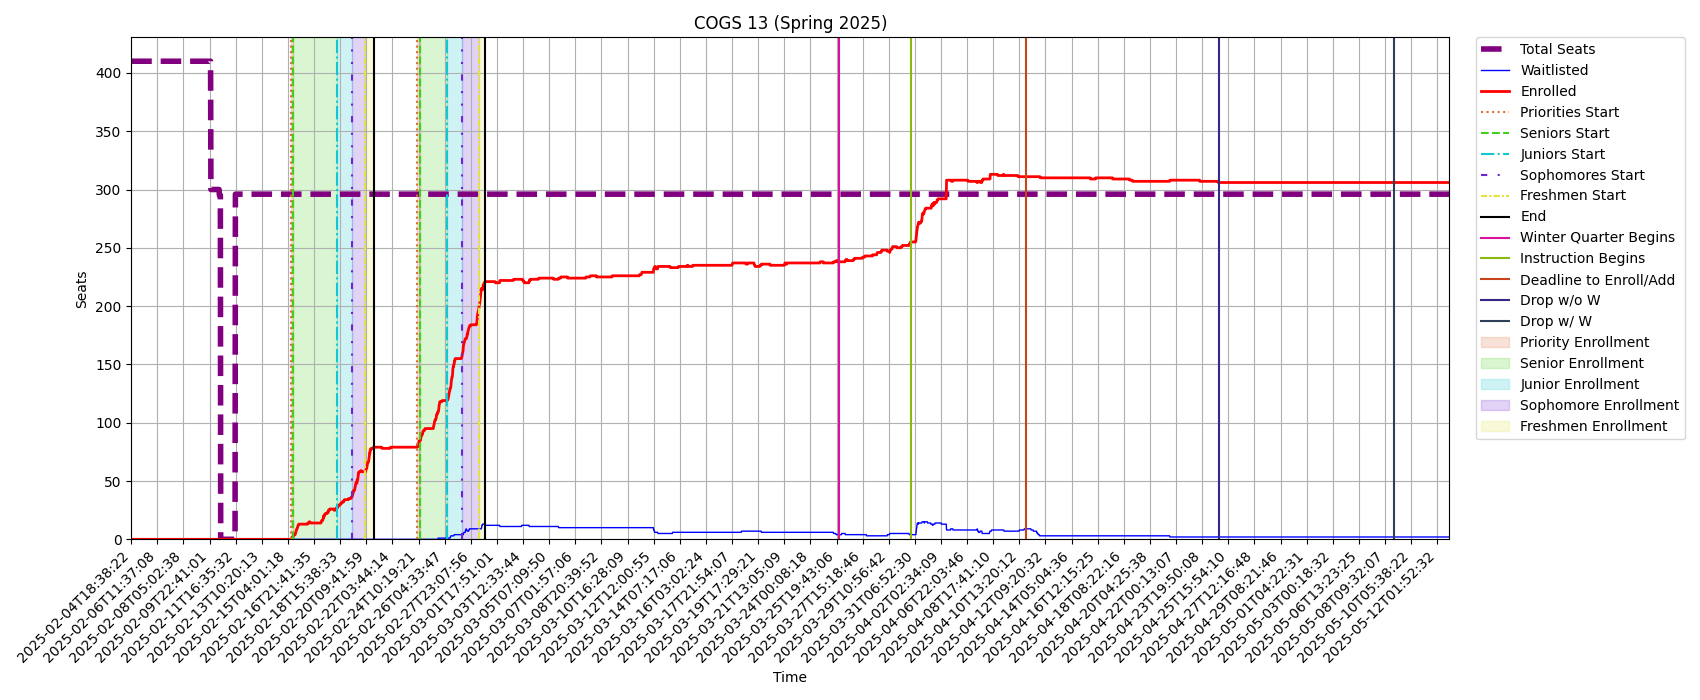 COGS 13 (Spring 2025)
Total Seats
Waitlisted
Enrolled
Priorities Start
Seniors Start
Juniors Start
Sophomores Start
Freshmen Start
End
Winter Quarter Begins
Instruction Begins
Deadline to Enroll/Add
Drop w/o W
Drop w/ W
Priority Enrollment
Senior Enrollment
Junior Enrollment
Sophomore Enrollment
Freshmen Enrollment
Seats
400
350
300
250
200
150
100
50
0
2025-02-04T18:38:22
2025-02-06T11:37:08
2025-02-08T05:02:38
2025-02-09T22:41:01
2025-02-11T16:35:32
2025-02-13T10:20:13
2025-02-15T04:01:18
2025-02-16T21:41:35
2025-02-18T15:38:33
2025-02-20T09:41:59
2025-02-22T03:44:14
2025-02-24T10:19:21
2025-02-26T04:33:47
2025-02-27T23:07:56
2025-03-01T17:51:01
2025-03-03T12:33:44
2025-03-05T07:09:50
2025-03-07T01:57:06
2025-03-08T20:39:52
2025-03-10T16:28:09
2025-03-12T12:00:55
2025-03-14T07:17:06
2025-03-16T03:02:24
2025-03-17T21:54:07
2025-03-19T17:29:21
2025-03-21T13:05:09
2025-03-24T00:08:18
2025-03-25T19:43:06
2025-03-27T15:18:46
2025-03-29T10:56:42
2025-03-31T06:52:30
2025-04-02T02:34:09
2025-04-06T22:03:46
2025-04-08T17:41:10
2025-04-10T13:20:12
2025-04-12T09:20:32
2025-04-14T05:04:36
2025-04-16T12:15:25
2025-04-18T08:22:16
2025-04-20T04:25:38
2025-04-22T00:13:07
2025-04-23T19:50:08
2025-04-25T15:54:10
2025-04-27T12:16:48
2025-04-29T08:21:46
2025-05-01T04:22:31
2025-05-03T00:18:32
2025-05-06T13:23:25
2025-05-08T09:32:07
2025-05-10T05:38:22
2025-05-12T01:52:32
Time